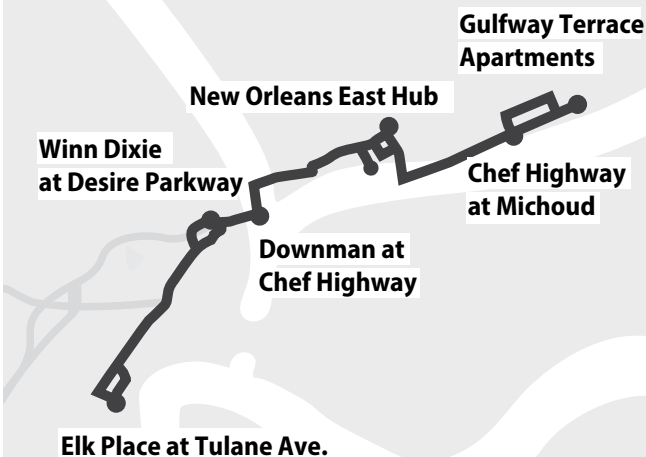 Gulfway Terrace
Apartments
New Orleans East Hub
Winn Dixie
at Desire Parkway
Chef Highway
at Michoud
Downman at
Chef Highway
Elk Place at Tulane Ave.